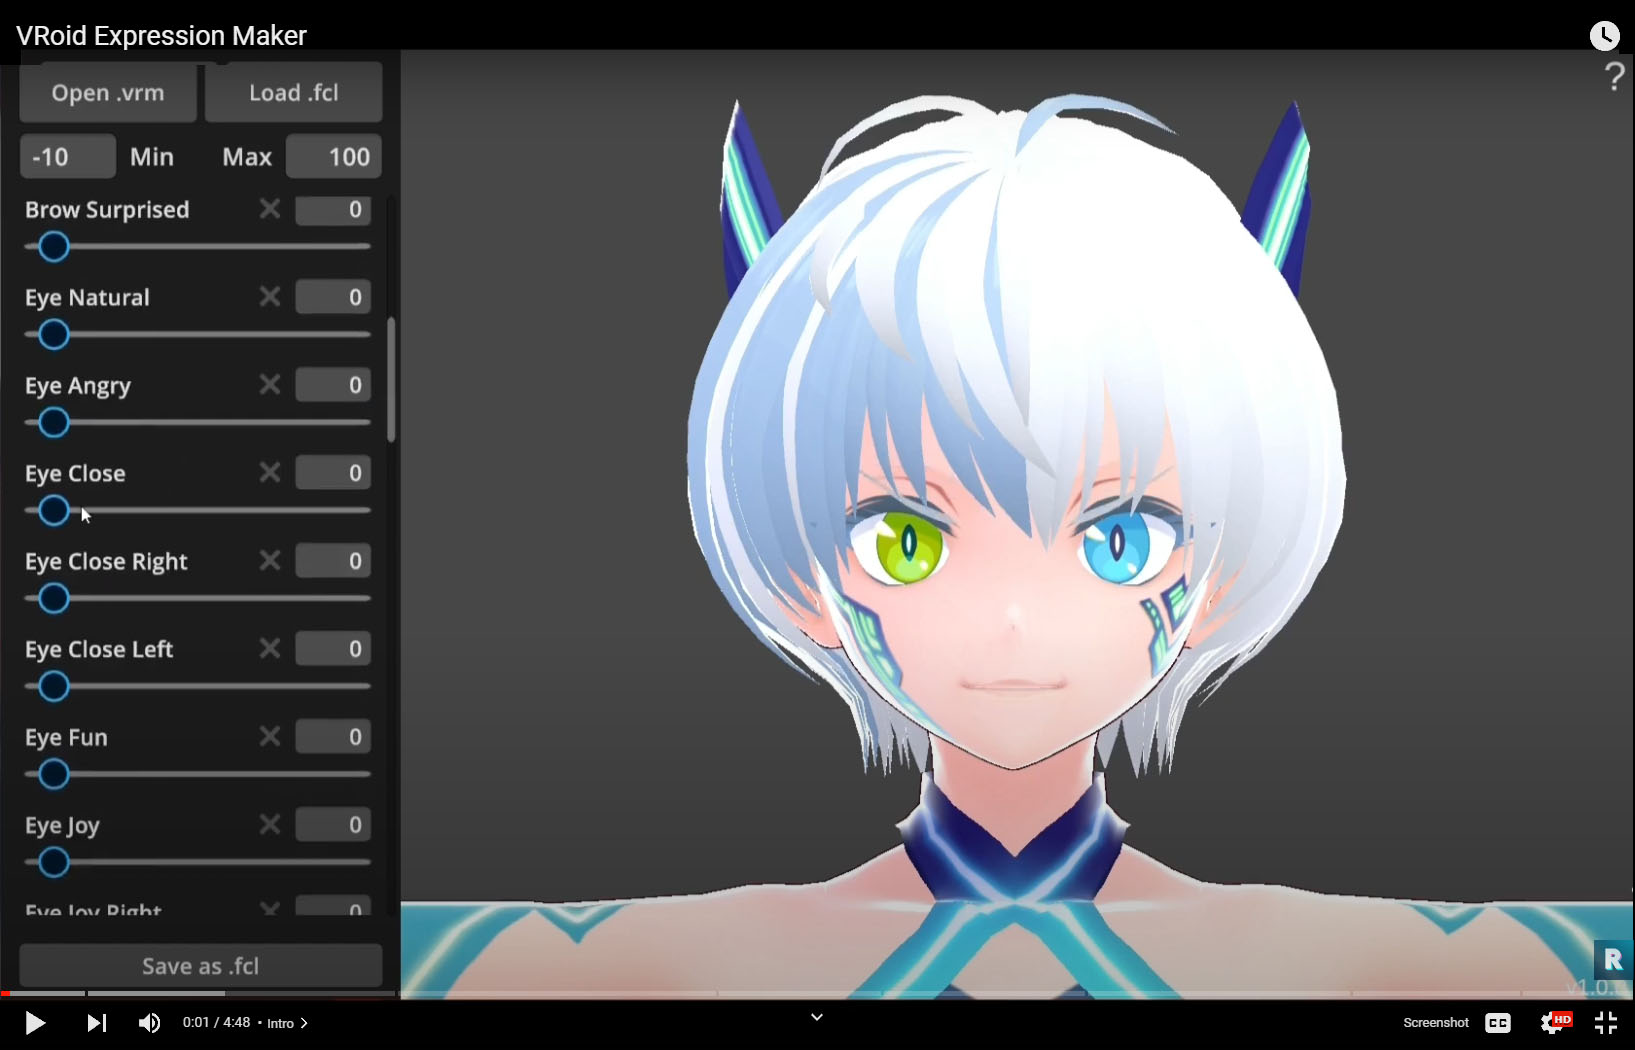 VRoid Expression Maker
?
Open .vrm
Load .fcl
-10 Min Max 100
Brow Surprised 0
Eye Natural 0
Eye Angry 0
Eye Close 0
Eye Close Right 0
Eye Close Left 0
Eye Fun 0
Eye Joy 0
Eye Joy Right 0
Save as .fcl
R
0:01 / 4:48 • Intro
Screenshot
CC
HD